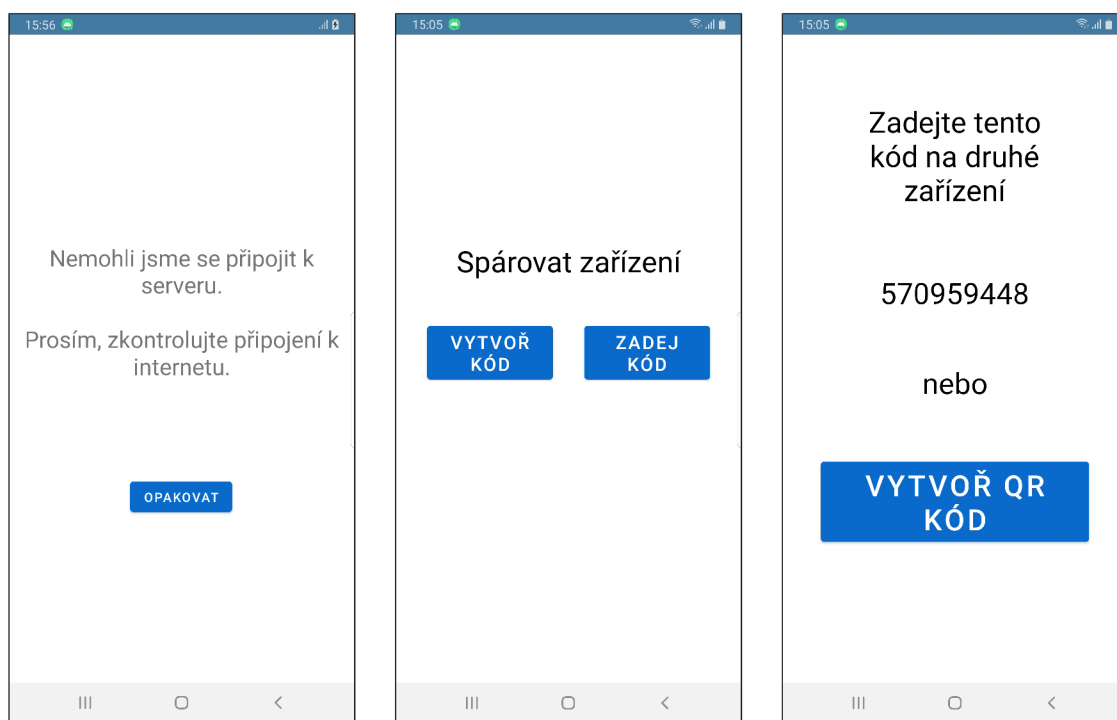 15:56
Nemohli jsme se připojit k
serveru.
Prosím, zkontrolujte připojení k
internetu.
OPAKOVAT
15:05
Spárovat zařízení
VYTVOŘ
KÓD
ZADEJ
KÓD
15:05
Zadejte tento
kód na druhé
zařízení
570959448
nebo
VYTVOŘ QR
KÓD